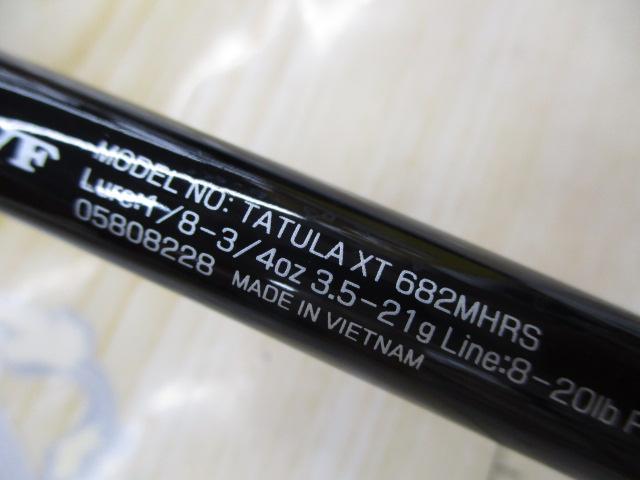 MODEL NO: TATULA XT 682MHRS
Lure:1/8-3/4oz 3.5-21g Line:8-20lb
05808228 MADE IN VIETNAM